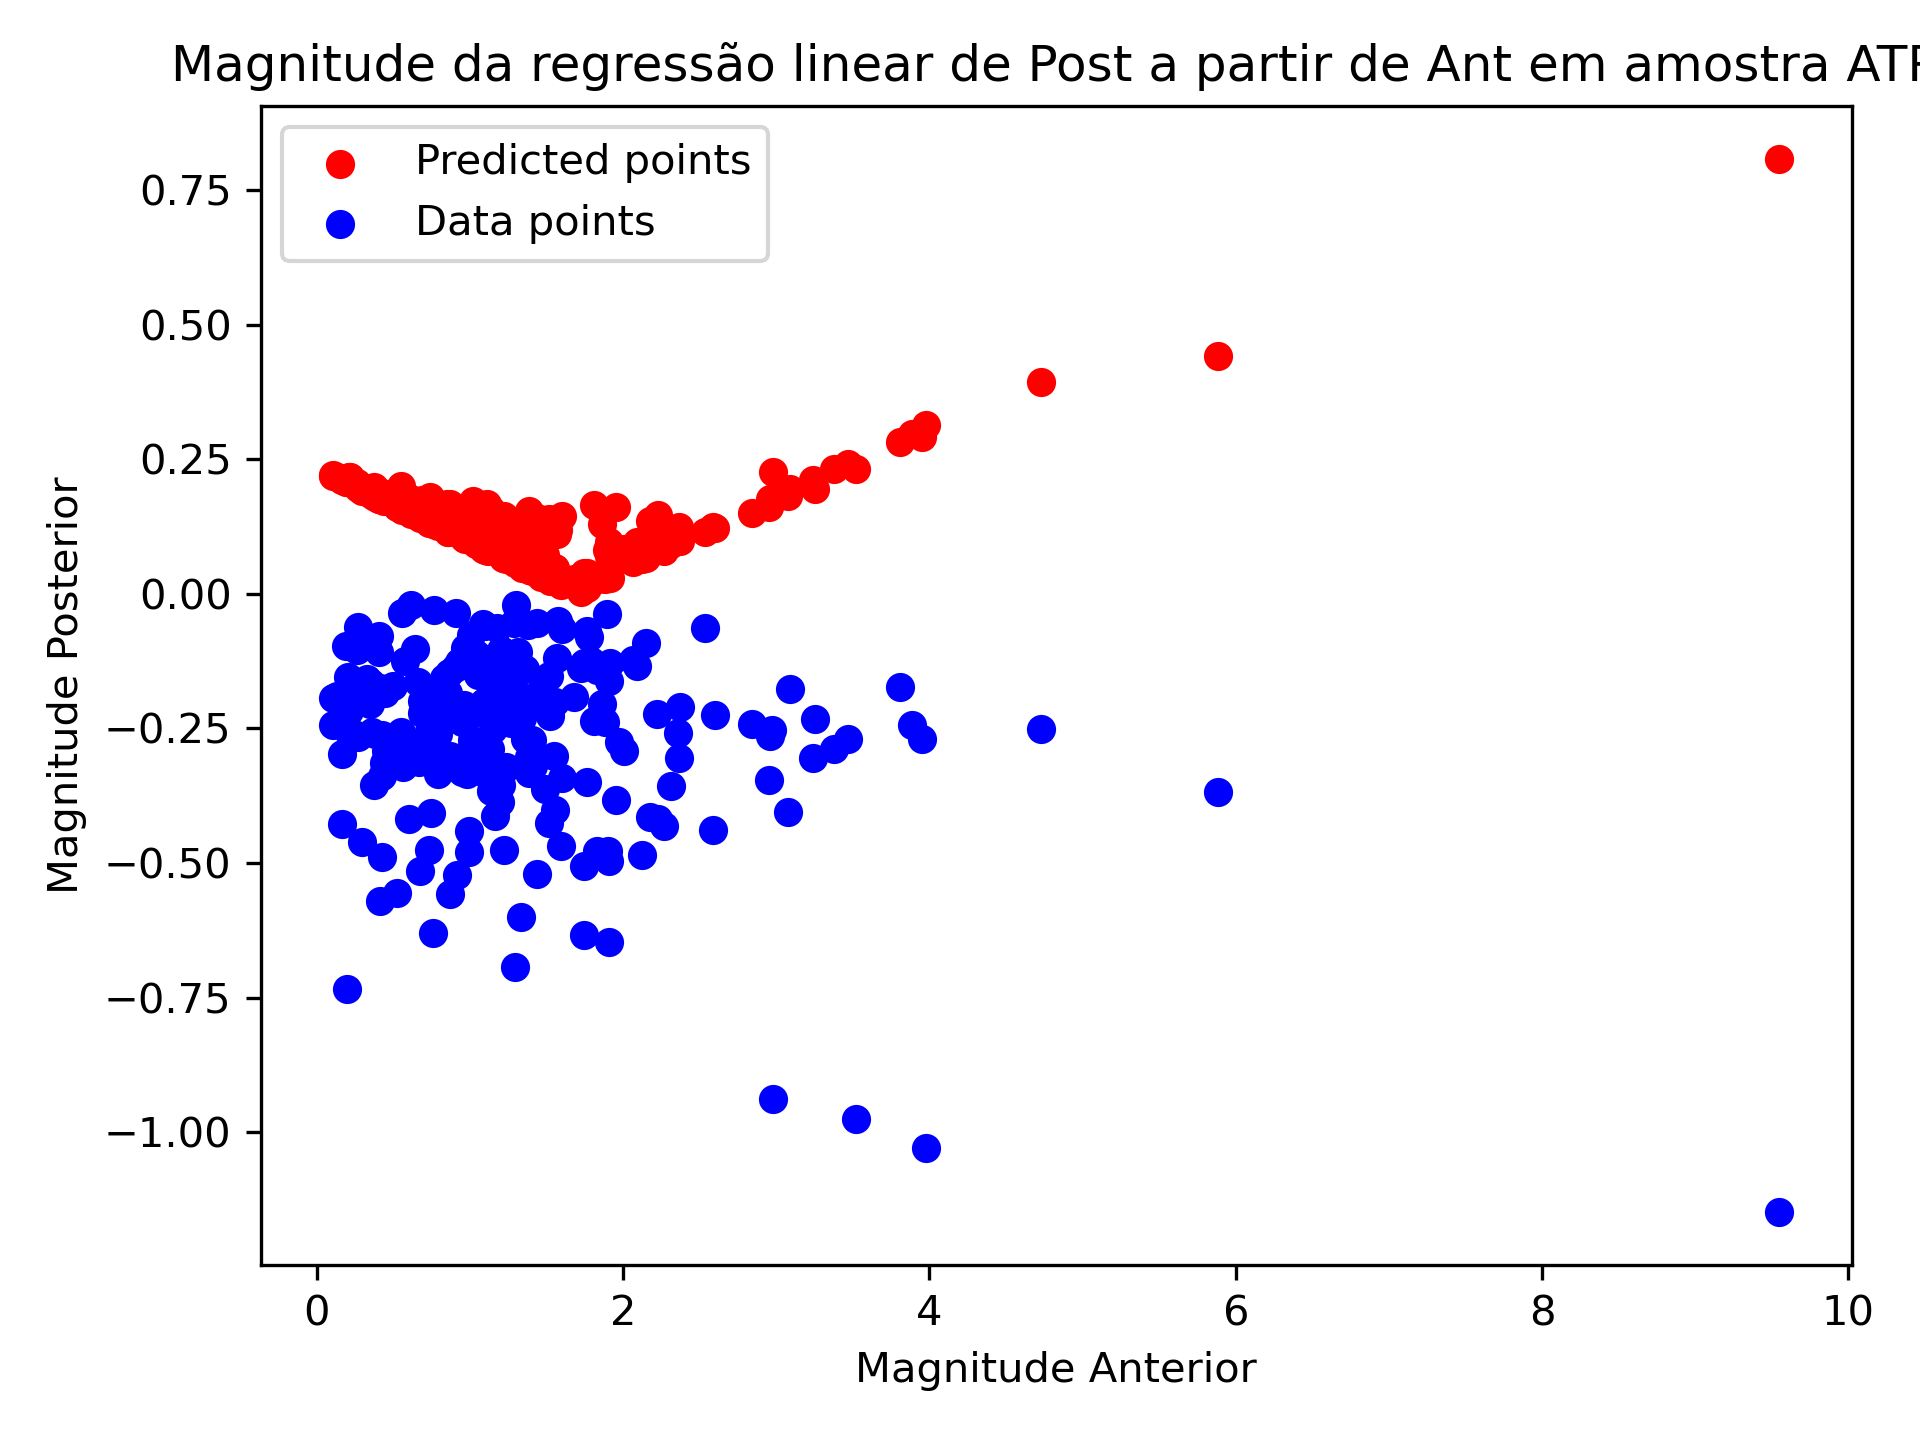 Magnitude da regressão linear de Post a partir de Ant em amostra
Predicted points
Data points
Magnitude Posterior
0.75
0.50
0.25
0.00
−0.25
−0.50
−0.75
−1.00
0 2 4 6 8 10
Magnitude Anterior